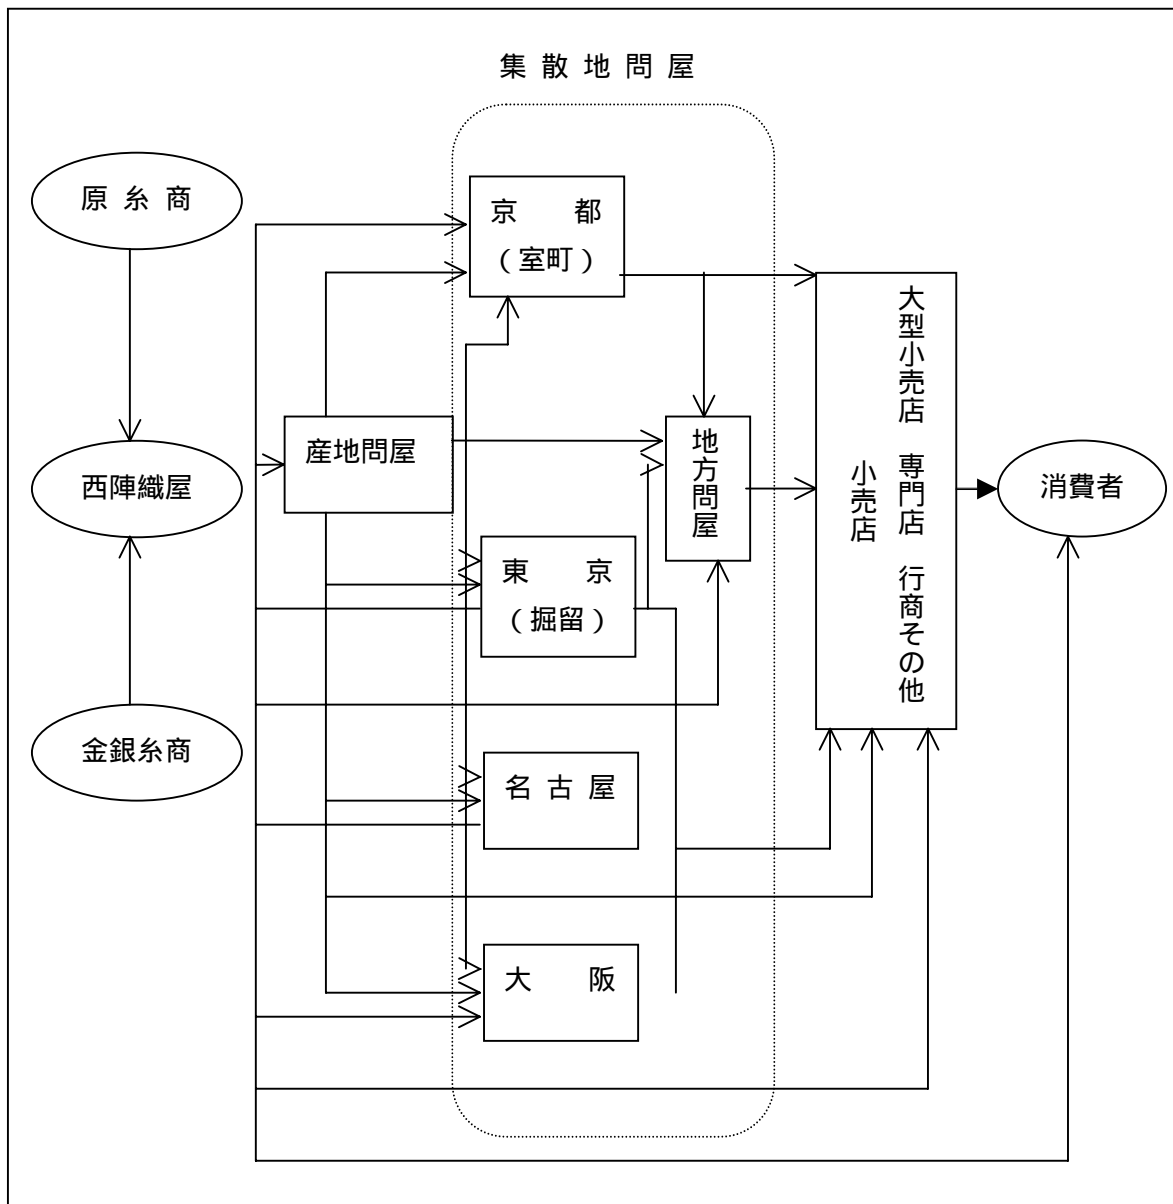 集散地問屋
原糸商
京　都
（室町）
大型小売店　専門店　行商その他
小売店
産地問屋
地方問屋
西陣織屋
消費者
東　京
（掘留）
金銀糸商
名古屋
大　阪